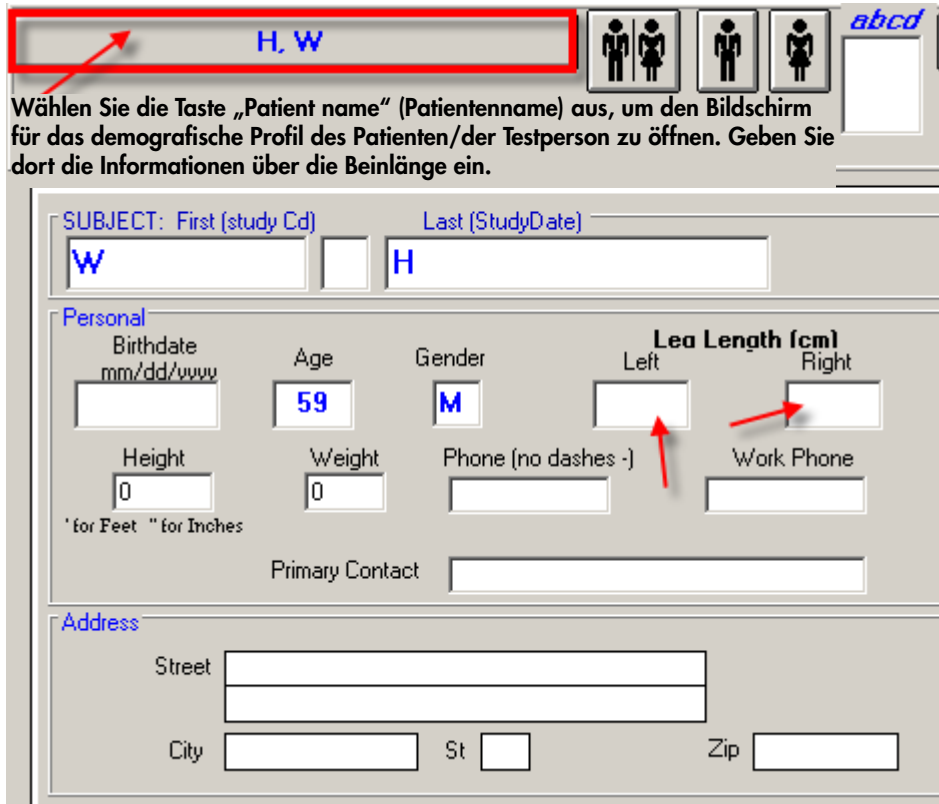 H, W
abcd
Wählen Sie die Taste „Patient name“ (Patientenname) aus, um den Bildschirm
für das demografische Profil des Patienten/der Testperson zu öffnen. Geben Sie
dort die Informationen über die Beinlänge ein.
SUBJECT: First (study Cd) Last (StudyDate)
W H
Personal
Leg Length (cm)
Birthdate Age Gender Left Right
mm/dd/yyyy
59 M
Height Weight Phone (no dashes -) Work Phone
0 0
' for Feet " for Inches
Primary Contact
Address
Street
City St Zip